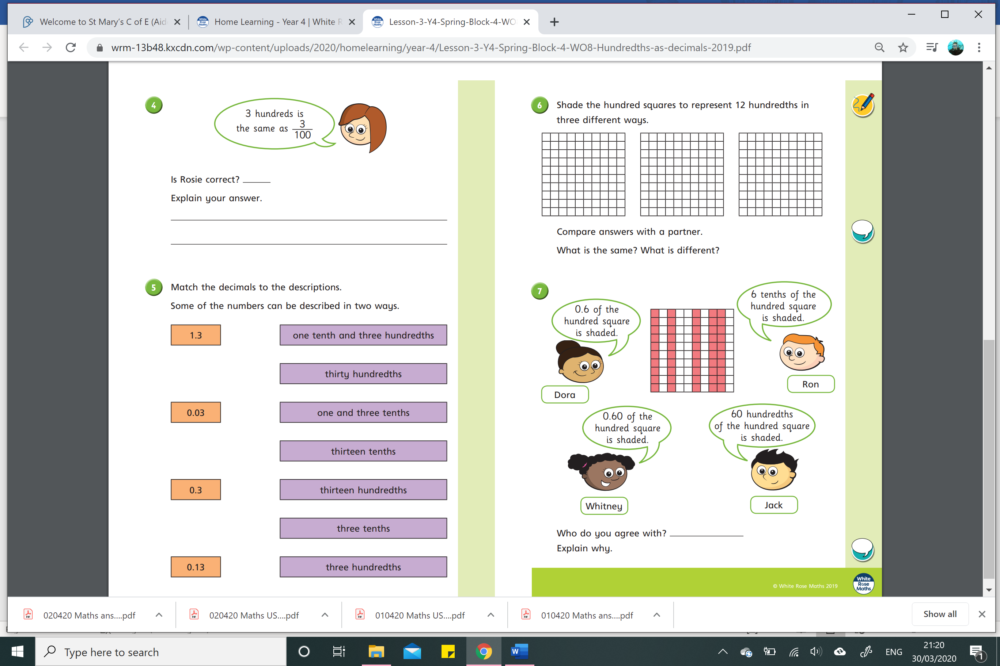 Welcome to St Mary's C of E (Aid
Home Learning - Year 4 | White R
Lesson-3-Y4-Spring-Block-4-WO
wrm-13b48.kxcdn.com/wp-content/uploads/2020/homelearning/year-4/Lesson-3-Y4-Spring-Block-4-WO8-Hundredths-as-decimals-2019.pdf
4
3 hundreds is
the same as 3/100
Is Rosie correct?
Explain your answer.
5
Match the decimals to the descriptions.
Some of the numbers can be described in two ways.
1.3
one tenth and three hundredths
thirty hundredths
0.03
one and three tenths
thirteen tenths
0.3
thirteen hundredths
three tenths
0.13
three hundredths
6
Shade the hundred squares to represent 12 hundredths in
three different ways.
Compare answers with a partner.
What is the same? What is different?
7
0.6 of the
hundred square
is shaded.
Dora
6 tenths of the
hundred square
is shaded.
Ron
0.60 of the
hundred square
is shaded.
Whitney
60 hundredths
of the hundred square
is shaded.
Jack
Who do you agree with?
Explain why.
© White Rose Maths 2019
White
Rose
Maths
020420 Maths ans....pdf
020420 Maths US....pdf
010420 Maths US....pdf
010420 Maths ans....pdf
Show all
Type here to search
ENG
21:20
30/03/2020
1